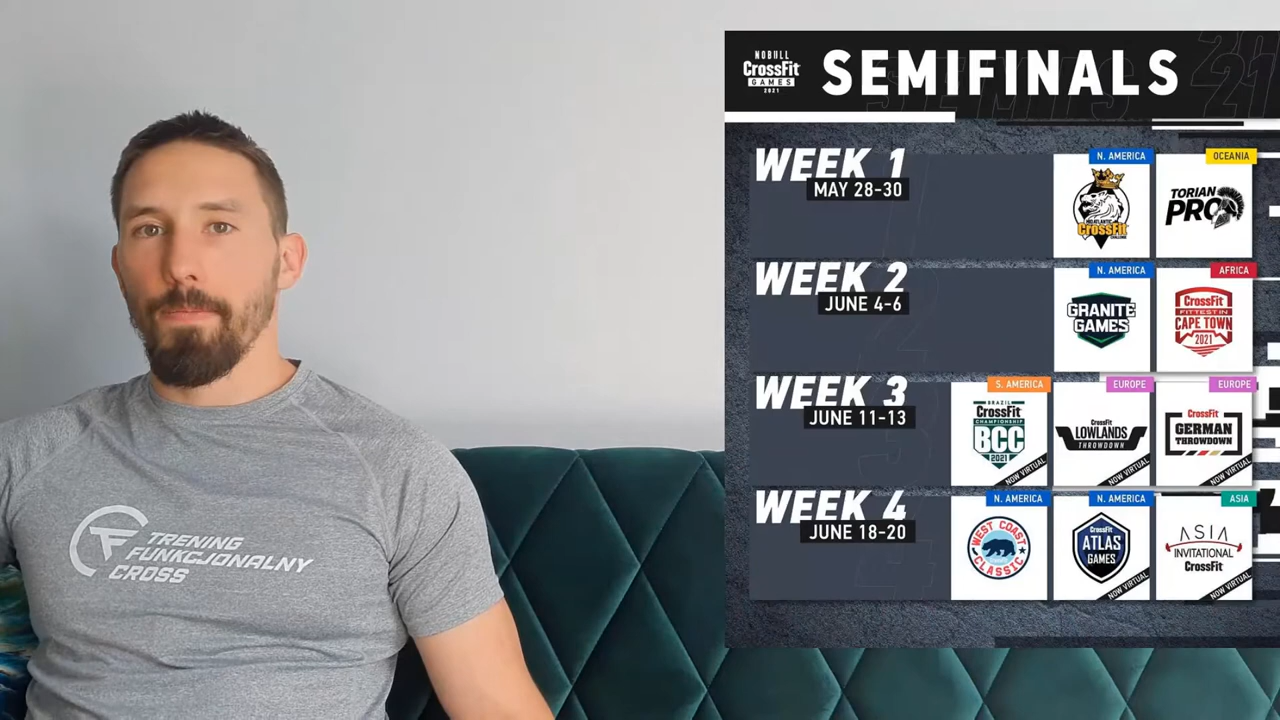 TRENING
FUNKCJONALNY
CROSS
NOBULL
CrossFit
GAMES
2021
SEMIFINALS
WEEK 1
MAY 28-30
N. AMERICA
CrossFit
CHALLENGE
OCEANIA
TORIAN
PRO
WEEK 2
JUNE 4-6
N. AMERICA
GRANITE
GAMES
AFRICA
CrossFit
FITTEST IN
CAPE TOWN
2021
WEEK 3
JUNE 11-13
S. AMERICA
BRAZIL
CrossFit
CHAMPIONSHIP
BCC
2021
NOW VIRTUAL
EUROPE
CrossFit
LOWLANDS
THROWDOWN
EUROPE
CrossFit
GERMAN
THROWDOWN
NOW VIRTUAL
WEEK 4
JUNE 18-20
N. AMERICA
WEST COAST
CLASSIC
N. AMERICA
CrossFit
ATLAS
GAMES
NOW VIRTUAL
ASIA
ASIA
INVITATIONAL
CrossFit
NOW VIRTUAL